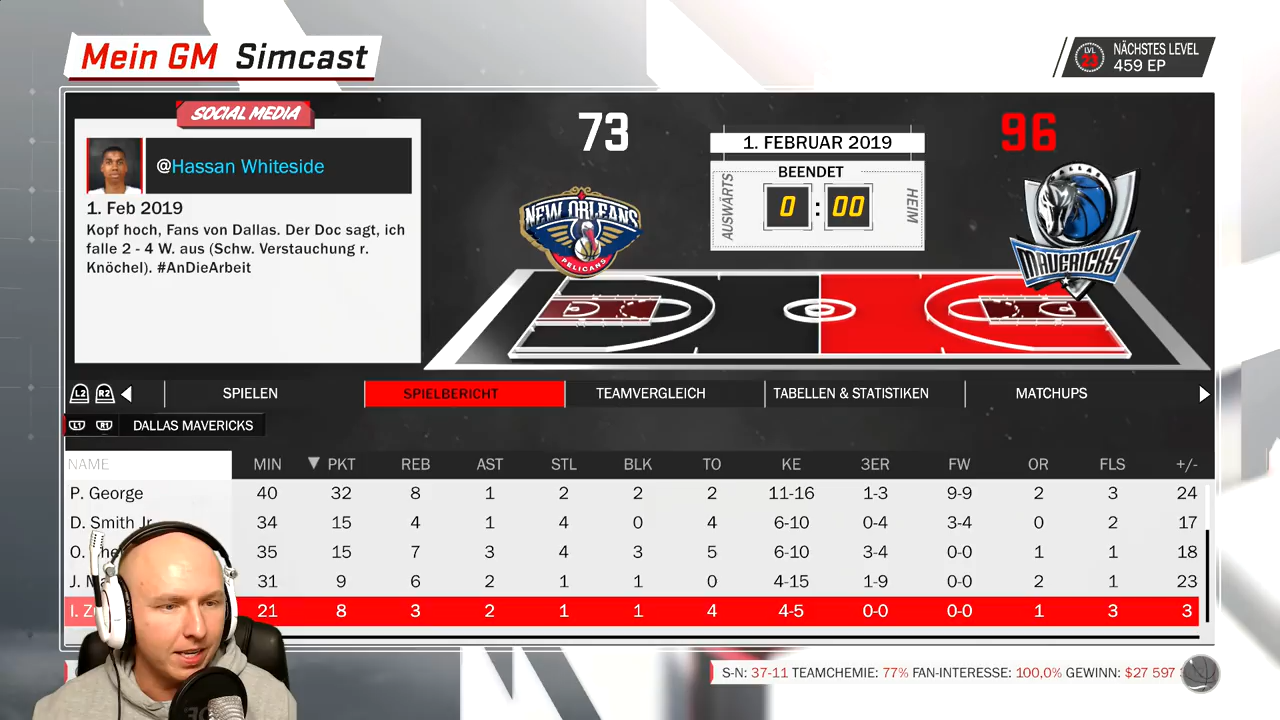 Mein GM Simcast
LVL 23
NÄCHSTES LEVEL
459 EP
SOCIAL MEDIA
@Hassan Whiteside
1. Feb 2019
Kopf hoch, Fans von Dallas. Der Doc sagt, ich
falle 2 - 4 W. aus (Schw. Verstauchung r.
Knöchel). #AnDieArbeit
73
NEW ORLEANS
PELICANS
1. FEBRUAR 2019
BEENDET
AUSWÄRTS
0 : 00
HEIM
96
DALLAS
MAVERICKS
L2 R2
SPIELEN
SPIELBERICHT
TEAMVERGLEICH
TABELLEN & STATISTIKEN
MATCHUPS
L1 R1
DALLAS MAVERICKS
NAME MIN PKT REB AST STL BLK TO KE 3ER FW OR FLS +/-
P. George 40 32 8 1 2 2 2 11-16 1-3 9-9 2 3 24
D. Smith Jr. 34 15 4 1 4 0 4 6-10 0-4 3-4 0 2 17
O. 35 15 7 3 4 3 5 6-10 3-4 0-0 1 1 18
J. 31 9 6 2 1 1 0 4-15 1-9 0-0 2 1 23
I. 21 8 3 2 1 1 4 4-5 0-0 0-0 1 3 3
S-N: 37-11 TEAMCHEMIE: 77% FAN-INTERESSE: 100,0% GEWINN: $27 597